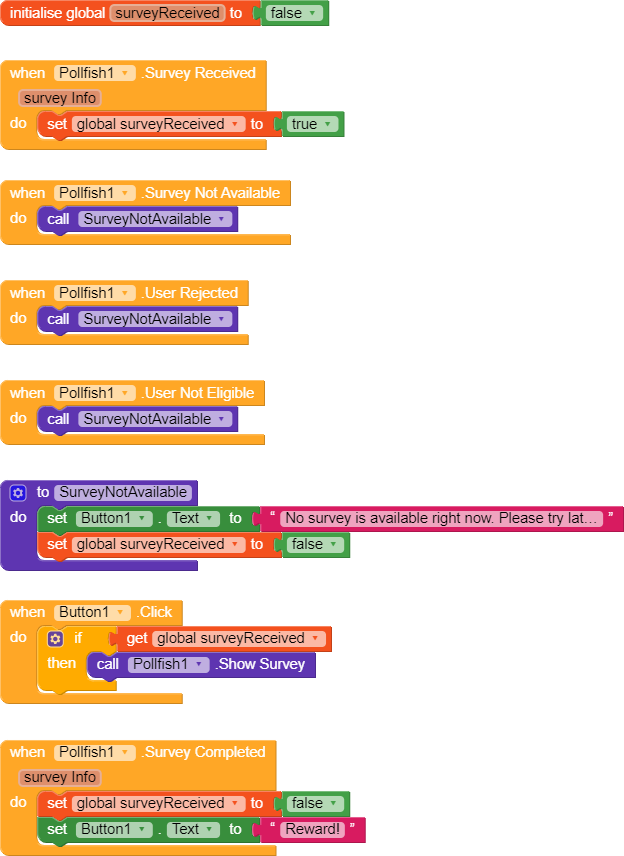 initialise global surveyReceived to false
when Pollfish1 .Survey Received
survey Info
do set global surveyReceived to true
when Pollfish1 .Survey Not Available
do call SurveyNotAvailable
when Pollfish1 .User Rejected
do call SurveyNotAvailable
when Pollfish1 .User Not Eligible
do call SurveyNotAvailable
to SurveyNotAvailable
do set Button1 . Text to “ No survey is available right now. Please try lat... ”
set global surveyReceived to false
when Button1 .Click
do if get global surveyReceived
then call Pollfish1 .Show Survey
when Pollfish1 .Survey Completed
survey Info
do set global surveyReceived to false
set Button1 . Text to “ Reward! ”